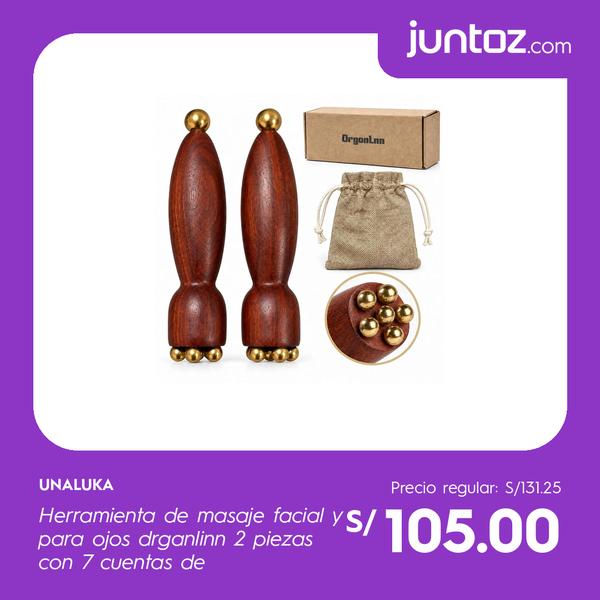 juntoz.com
OrganLnn
UNALUKA
Herramienta de masaje facial y
para ojos drganlinn 2 piezas
con 7 cuentas de
Precio regular: S/131.25
S/ 105.00